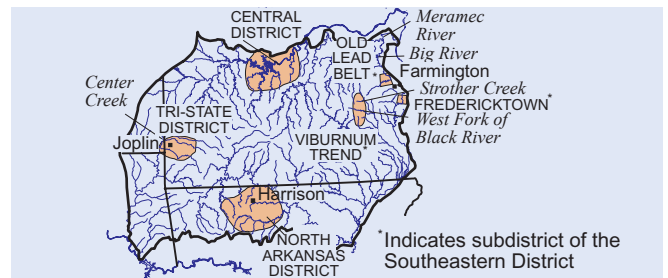 CENTRAL
DISTRICT
Meramec
River
OLD
LEAD
BELT*
Big River
Farmington
Center
Creek
Strother Creek
FREDERICKTOWN*
West Fork of
Black River
TRI-STATE
DISTRICT
Joplin
VIBURNUM
TREND*
Harrison
NORTH
ARKANSAS
DISTRICT
*Indicates subdistrict of the
Southeastern District